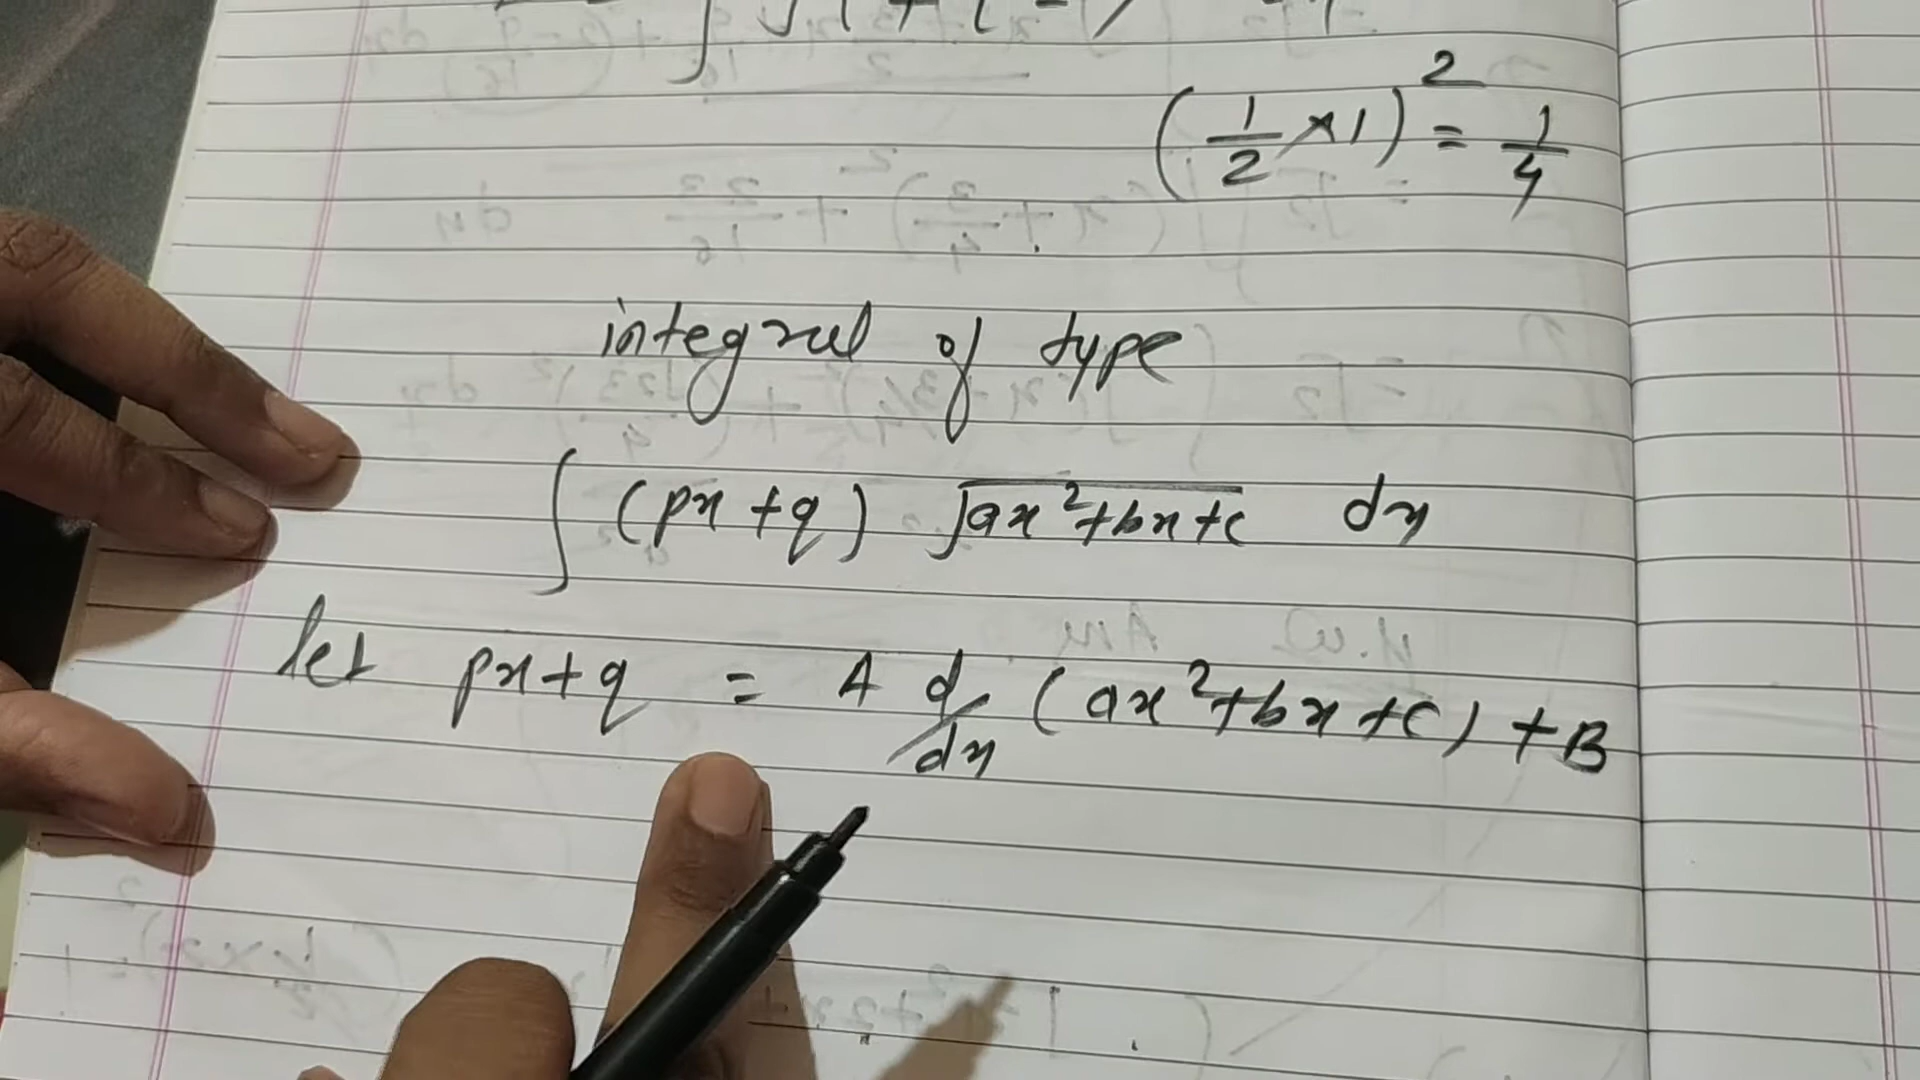 (1/2 × 1)² = 1/4
integral of type
∫ (px + q) √ax²+bx+c dx
let px + q = A d/dx (ax²+bx+c) + B